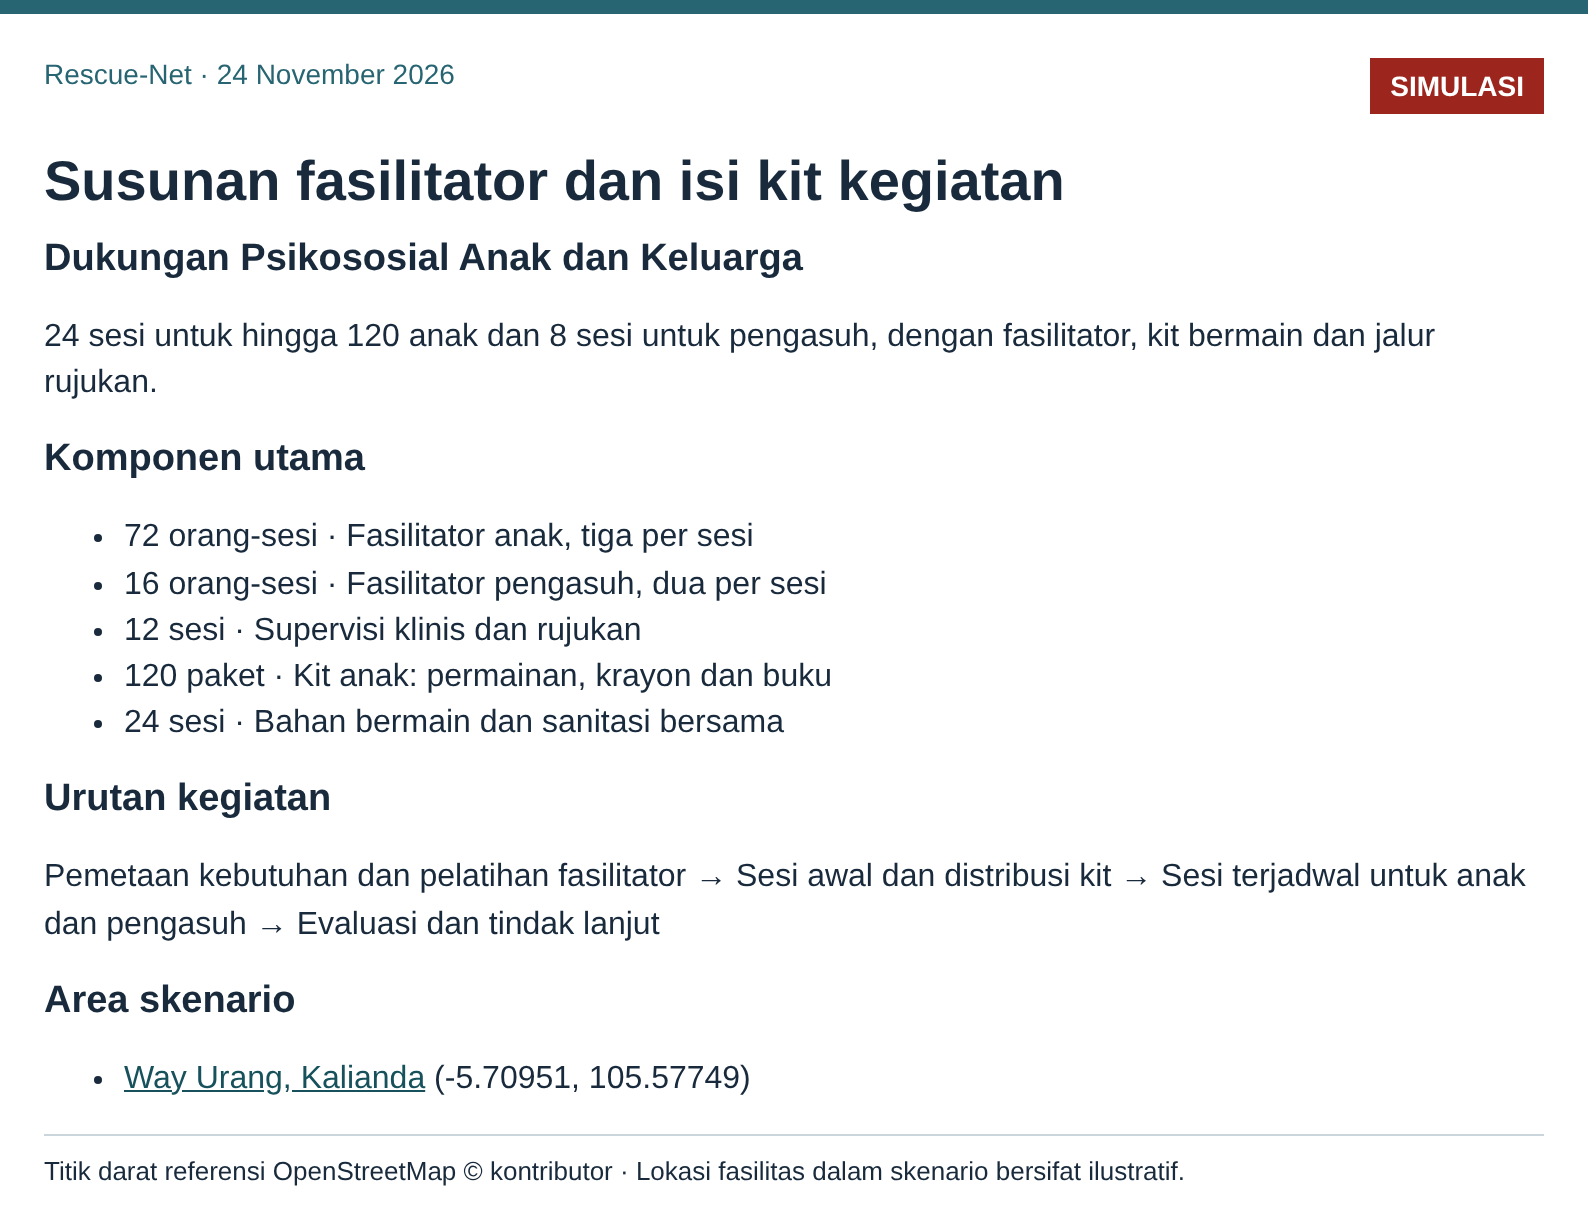 Rescue-Net · 24 November 2026
SIMULASI
Susunan fasilitator dan isi kit kegiatan
Dukungan Psikososial Anak dan Keluarga
24 sesi untuk hingga 120 anak dan 8 sesi untuk pengasuh, dengan fasilitator, kit bermain dan jalur
rujukan.
Komponen utama
• 72 orang-sesi · Fasilitator anak, tiga per sesi
• 16 orang-sesi · Fasilitator pengasuh, dua per sesi
• 12 sesi · Supervisi klinis dan rujukan
• 120 paket · Kit anak: permainan, krayon dan buku
• 24 sesi · Bahan bermain dan sanitasi bersama
Urutan kegiatan
Pemetaan kebutuhan dan pelatihan fasilitator → Sesi awal dan distribusi kit → Sesi terjadwal untuk anak
dan pengasuh → Evaluasi dan tindak lanjut
Area skenario
• Way Urang, Kalianda (-5.70951, 105.57749)
Titik darat referensi OpenStreetMap © kontributor · Lokasi fasilitas dalam skenario bersifat ilustratif.